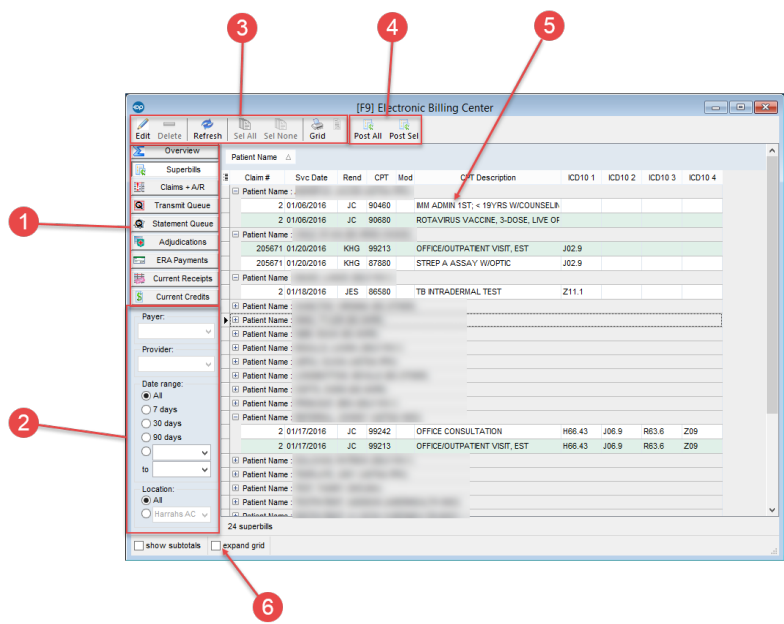 3
4
5
op
[F9] Electronic Billing Center
Edit Delete Refresh Sel All Sel None Grid Post All Post Sel
Overview
Superbills
Claims + A/R
Transmit Queue
Statement Queue
Adjudications
ERA Payments
Current Receipts
Current Credits
1
Payer:
Provider:
Date range:
All
7 days
30 days
90 days
to
Location:
All
Harrahs AC
2
Patient Name
Claim # Svc Date Rend CPT Mod CPT Description ICD10 1 ICD10 2 ICD10 3 ICD10 4
Patient Name :
2 01/06/2016 JC 90460 IMM ADMIN 1ST; < 19YRS W/COUNSELIN
2 01/06/2016 JC 90680 ROTAVIRUS VACCINE, 3-DOSE, LIVE OF
Patient Name :
205671 01/20/2016 KHG 99213 OFFICE/OUTPATIENT VISIT, EST J02.9
205671 01/20/2016 KHG 87880 STREP A ASSAY W/OPTIC J02.9
Patient Name
2 01/18/2016 JES 86580 TB INTRADERMAL TEST Z11.1
Patient Name :
Patient Name :
Patient Name :
Patient Name :
Patient Name :
Patient Name :
Patient Name :
Patient Name :
Patient Name :
2 01/17/2016 JC 99242 OFFICE CONSULTATION H66.43 J06.9 R63.6 Z09
2 01/17/2016 JC 99213 OFFICE/OUTPATIENT VISIT, EST H66.43 J06.9 R63.6 Z09
Patient Name :
Patient Name :
Patient Name :
Patient Name :
Patient Name :
24 superbills
show subtotals expand grid
6